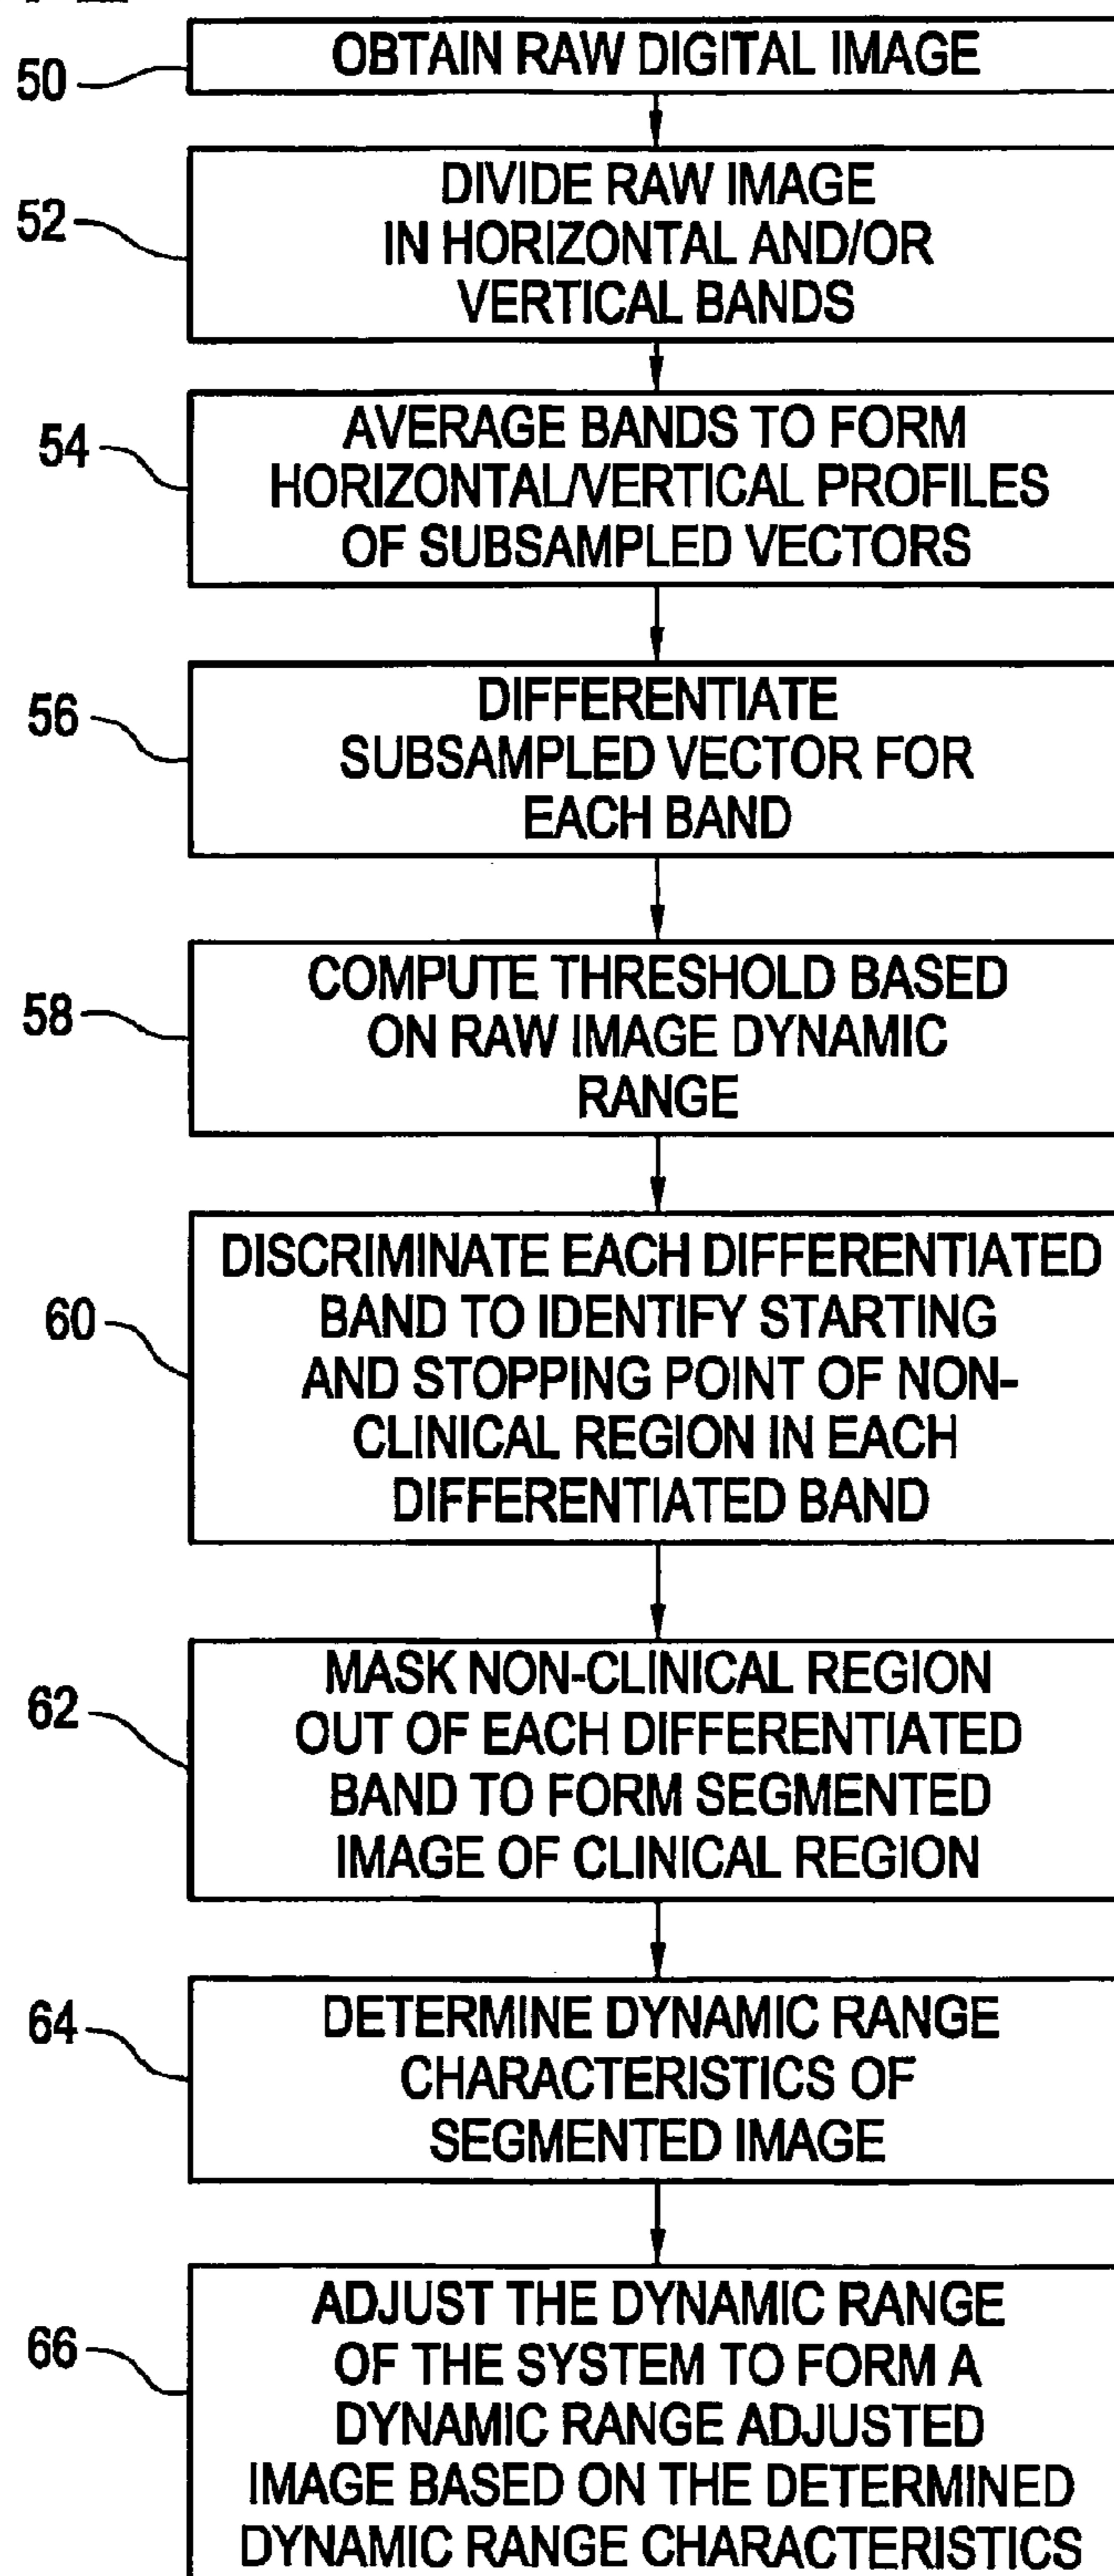 50
OBTAIN RAW DIGITAL IMAGE
52
DIVIDE RAW IMAGE
IN HORIZONTAL AND/OR
VERTICAL BANDS
54
AVERAGE BANDS TO FORM
HORIZONTAL/VERTICAL PROFILES
OF SUBSAMPLED VECTORS
56
DIFFERENTIATE
SUBSAMPLED VECTOR FOR
EACH BAND
58
COMPUTE THRESHOLD BASED
ON RAW IMAGE DYNAMIC
RANGE
60
DISCRIMINATE EACH DIFFERENTIATED
BAND TO IDENTIFY STARTING
AND STOPPING POINT OF NON-
CLINICAL REGION IN EACH
DIFFERENTIATED BAND
62
MASK NON-CLINICAL REGION
OUT OF EACH DIFFERENTIATED
BAND TO FORM SEGMENTED
IMAGE OF CLINICAL REGION
64
DETERMINE DYNAMIC RANGE
CHARACTERISTICS OF
SEGMENTED IMAGE
66
ADJUST THE DYNAMIC RANGE
OF THE SYSTEM TO FORM A
DYNAMIC RANGE ADJUSTED
IMAGE BASED ON THE DETERMINED
DYNAMIC RANGE CHARACTERISTICS